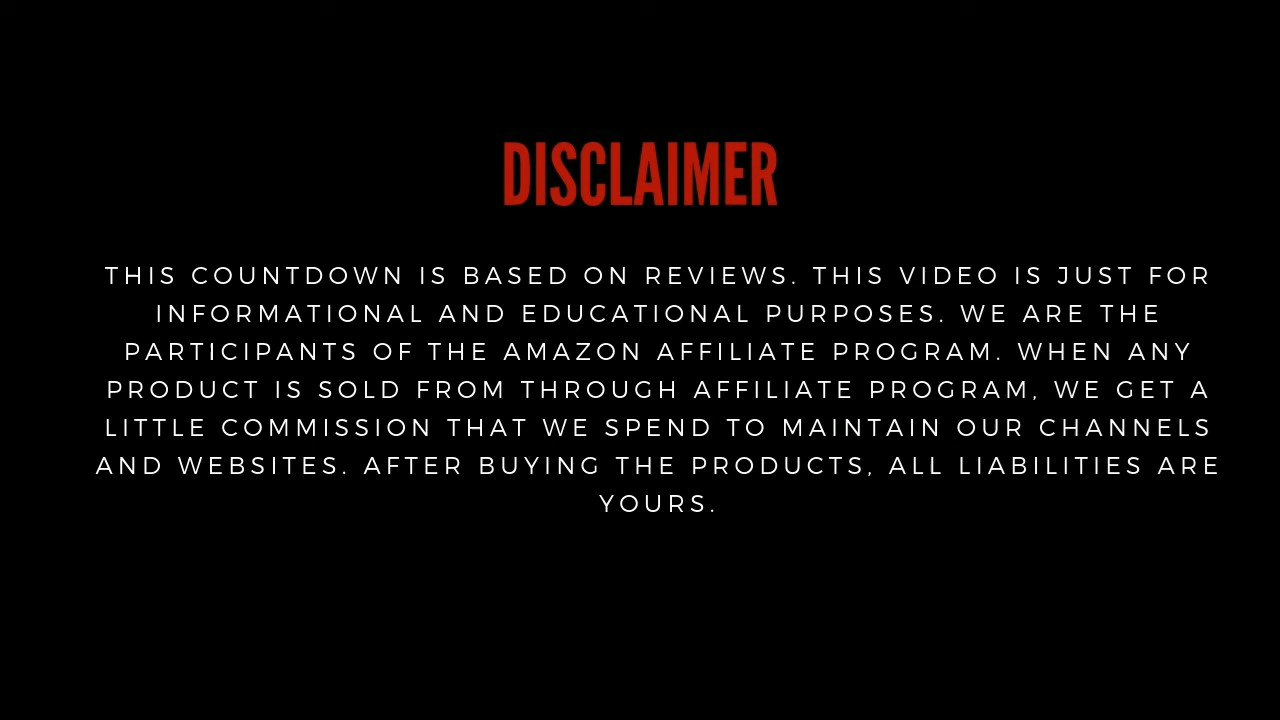 DISCLAIMER
THIS COUNTDOWN IS BASED ON REVIEWS. THIS VIDEO IS JUST FOR
INFORMATIONAL AND EDUCATIONAL PURPOSES. WE ARE THE
PARTICIPANTS OF THE AMAZON AFFILIATE PROGRAM. WHEN ANY
PRODUCT IS SOLD FROM THROUGH AFFILIATE PROGRAM, WE GET A
LITTLE COMMISSION THAT WE SPEND TO MAINTAIN OUR CHANNELS
AND WEBSITES. AFTER BUYING THE PRODUCTS, ALL LIABILITIES ARE
YOURS.